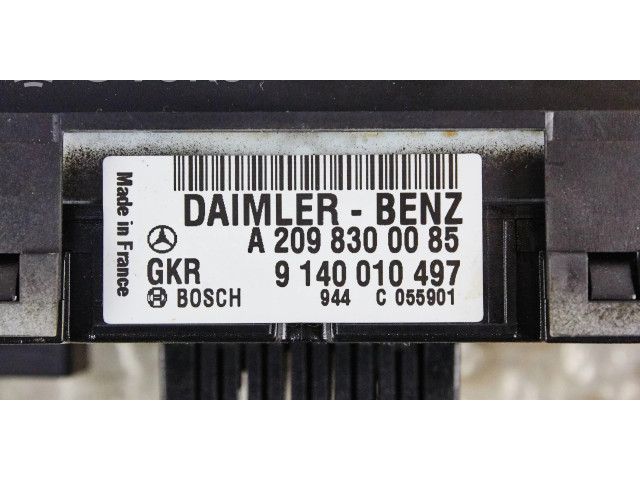 Made in France
DAIMLER - BENZ
A 209 830 00 85
GKR 9 140 010 497
BOSCH 944 C 055901